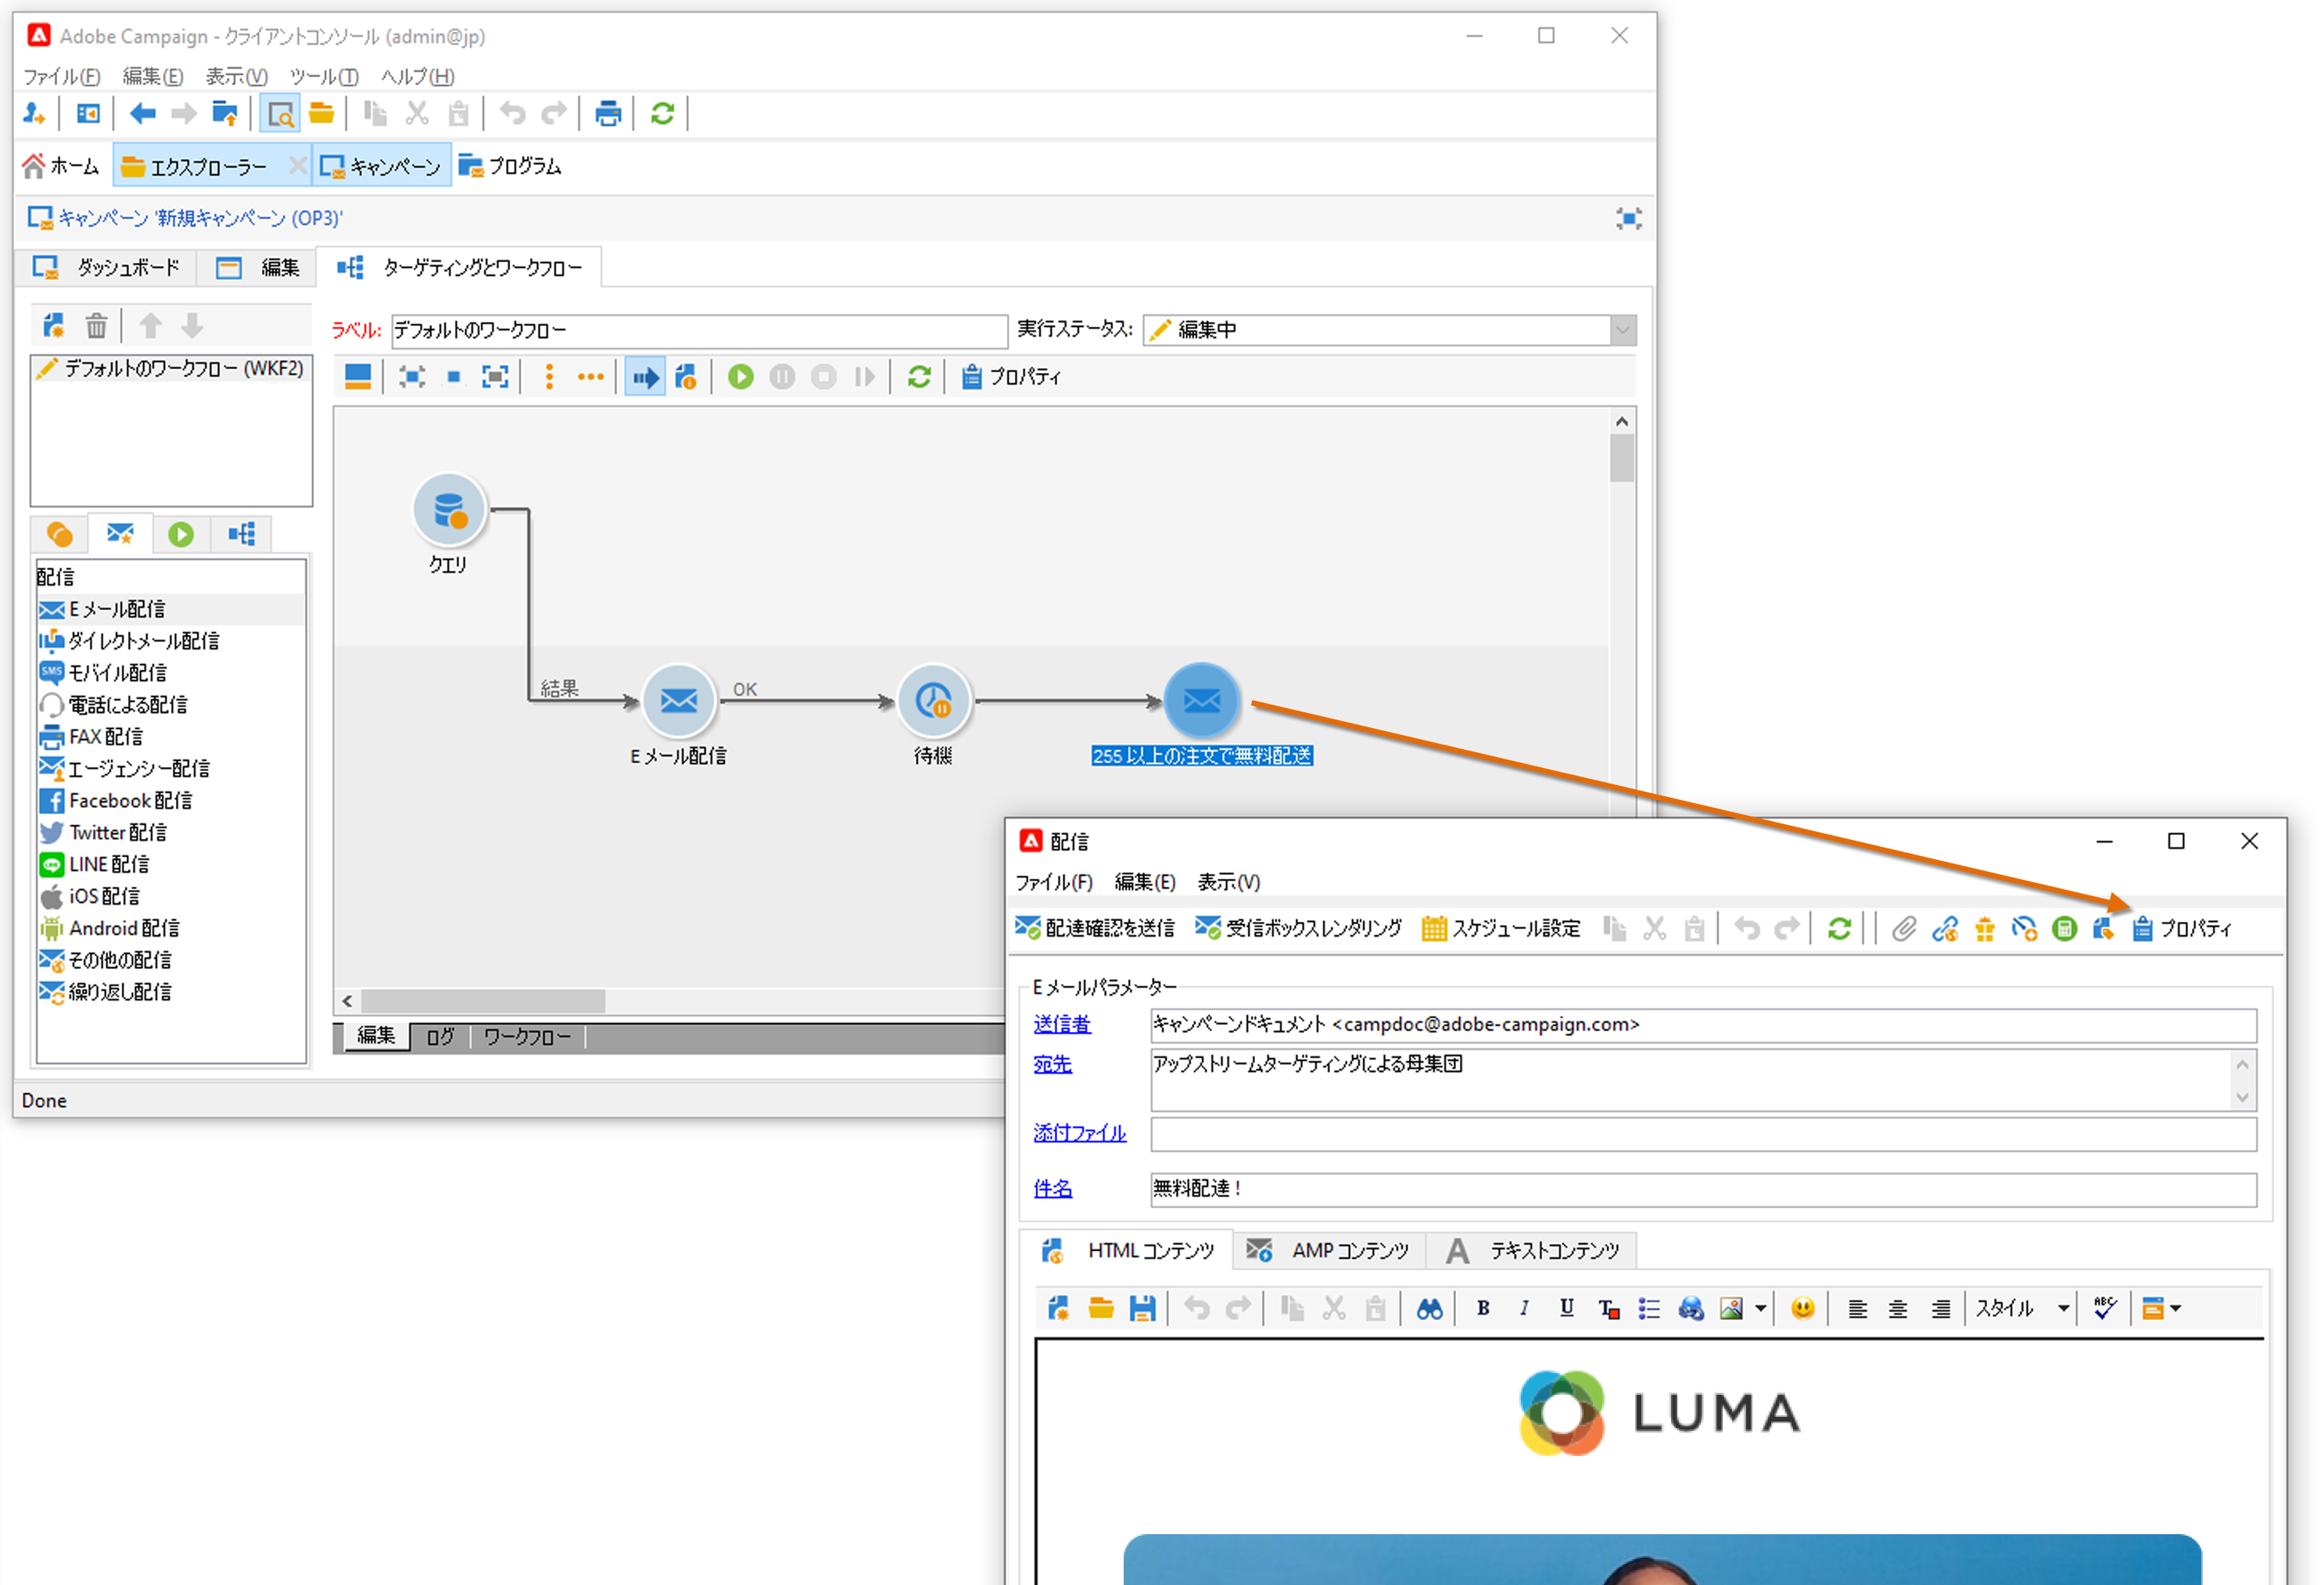 Adobe Campaign - クライアントコンソール (admin@jp)
ファイル(F) 編集(E) 表示(V) ツール(T) ヘルプ(H)
ホーム エクスプローラー キャンペーン プログラム
キャンペーン '新規キャンペーン (OP3)'
ダッシュボード 編集 ターゲティングとワークフロー
ラベル: デフォルトのワークフロー 実行ステータス: 編集中
デフォルトのワークフロー (WKF2)
プロパティ
クエリ
結果
OK
E メール配信
待機
255 以上の注文で無料配送
配信
E メール配信
ダイレクトメール配信
SMS モバイル配信
電話による配信
FAX 配信
エージェンシー配信
Facebook 配信
Twitter 配信
LINE 配信
iOS 配信
Android 配信
その他の配信
繰り返し配信
編集 ログ ワークフロー
Done
配信
ファイル(F) 編集(E) 表示(V)
配達確認を送信 受信ボックスレンダリング スケジュール設定 プロパティ
E メールパラメーター
送信者 キャンペーンドキュメント <campdoc@adobe-campaign.com>
宛先 アップストリームターゲティングによる母集団
添付ファイル
件名 無料配達！
HTML コンテンツ AMP コンテンツ A テキストコンテンツ
B I U T スタイル ABC
LUMA